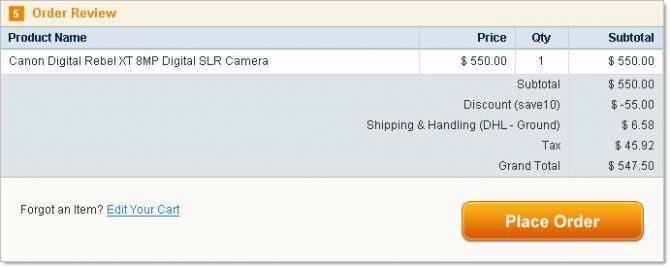 5 Order Review
Product Name Price Qty Subtotal
Canon Digital Rebel XT 8MP Digital SLR Camera $ 550.00 1 $ 550.00
Subtotal $ 550.00
Discount (save10) $ -55.00
Shipping & Handling (DHL - Ground) $ 6.58
Tax $ 45.92
Grand Total $ 547.50
Forgot an Item? Edit Your Cart
Place Order